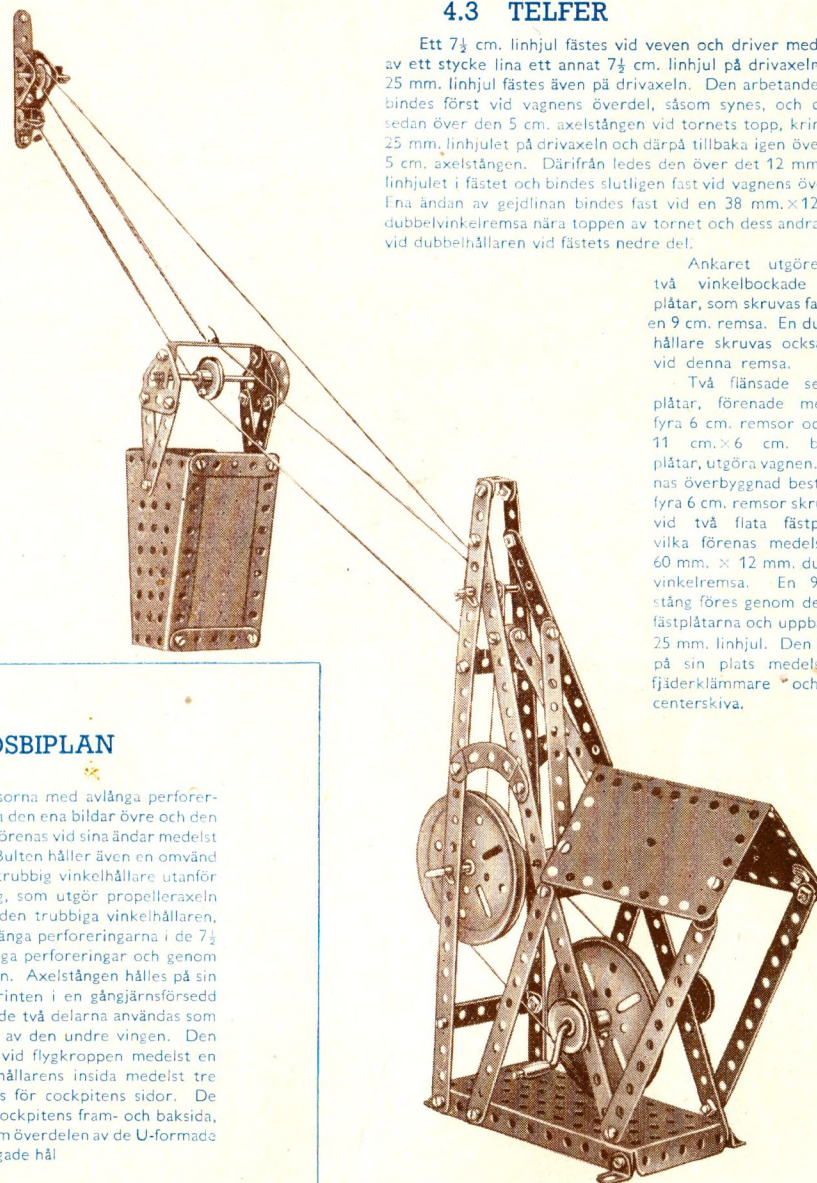 4.3 TELFER
Ett 7½ cm. linhjul fästes vid veven och driver med
av ett stycke lina ett annat 7½ cm. linhjul på drivaxeln
25 mm. linhjul fästes även pä drivaxeln. Den arbetande
bindes först vid vagnens överdel, såsom synes, och
sedan över den 5 cm. axelstången vid tornets topp,
25 mm. linhjulet på drivaxeln och därpå tillbaka igen
5 cm. axelstången. Därifrån ledes den över det 12 mm
linhjulet i fästet och bindes slutligen fast vid vagnens
Ena ändan av gejdlinan bindes fast vid en 38 mm. × 12
dubbelvinkelremsa nära toppen av tornet och dess andra
vid dubbelhållaren vid fästets nedre del.
Ankaret utgöre
två vinkelbockade
plåtar, som skruvas fa
en 9 cm. remsa. En du
hållare skruvas också
vid denna remsa.
Två flänsade se
plåtar, förenade me
fyra 6 cm. remsor oc
11 cm. × 6 cm. b
plåtar, utgöra vagnen.
nas överbyggnad best
fyra 6 cm. remsor skr
vid två flata fästp
vilka förenas medels
60 mm. × 12 mm. du
vinkelremsa. En 9
stång föres genom de
fästplåtarna och uppb
25 mm. linhjul. Den
på sin plats medels
fjäderklämmare och
centerskiva.
OSBIPLAN
sorna med avlånga perforer-
a den ena bildar övre och den
förenas vid sina ändar medelst
Bulten håller även en omvänd
trubbig vinkelhållare utanför
g, som utgör propelleraxeln
den trubbiga vinkelhållaren,
långa perforeringarna i de 7½
ga perforeringar och genom
n. Axelstången hålles på sin
rinten i en gångjärnsförsedd
de två delarna användas som
av den undre vingen. Den
vid flygkroppen medelst en
hållarens insida medelst tre
s för cockpitens sidor. De
ockpitens fram- och baksida,
m överdelen av de U-formade
gade hål